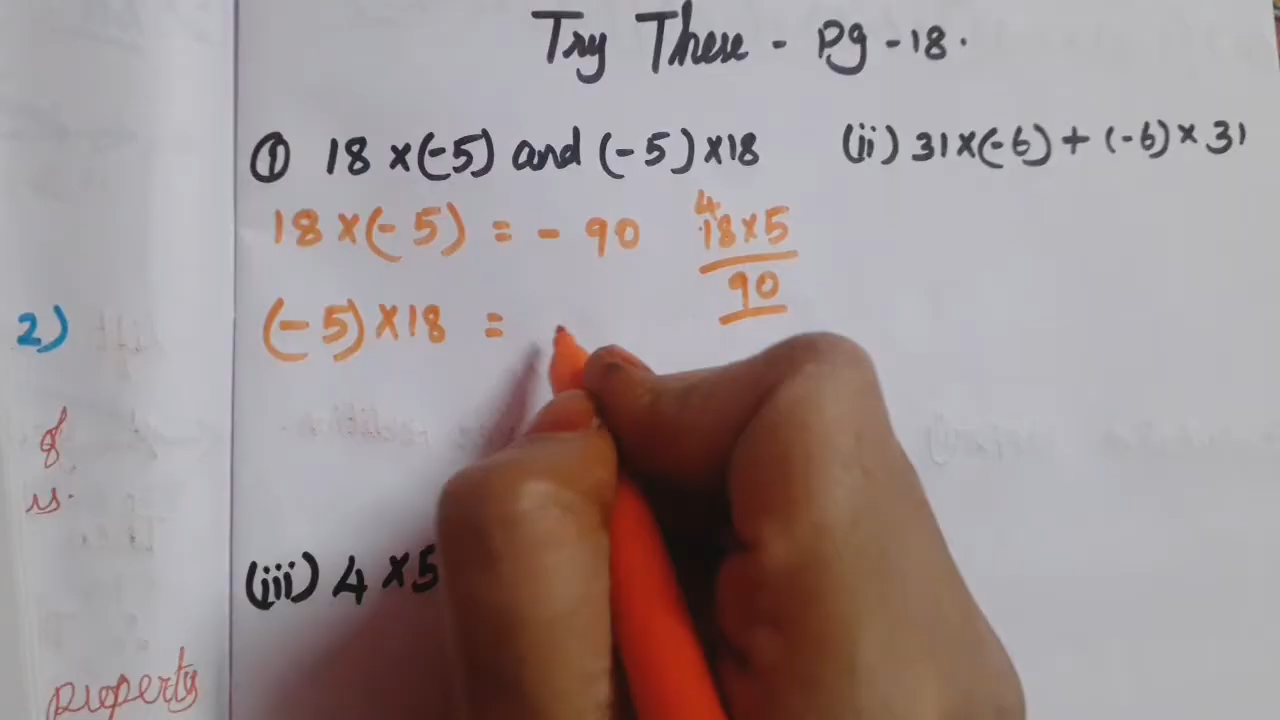 Try These - Pg - 18.
① 18 × (-5) and (-5) × 18
(ii) 31 × (-6) + (-6) × 31
18 × (-5) = - 90
4
18 × 5
90
(-5) × 18 =
2)
(iii) 4 × 5
property